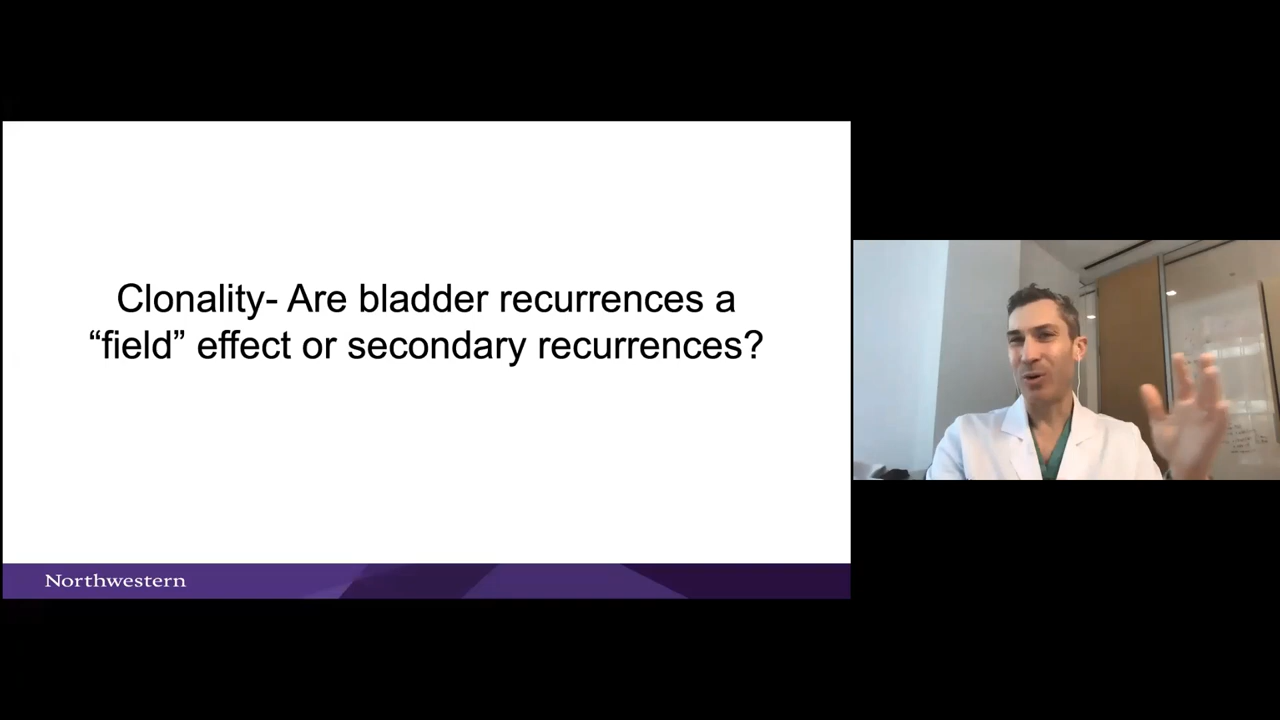 Clonality- Are bladder recurrences a
“field” effect or secondary recurrences?
Northwestern